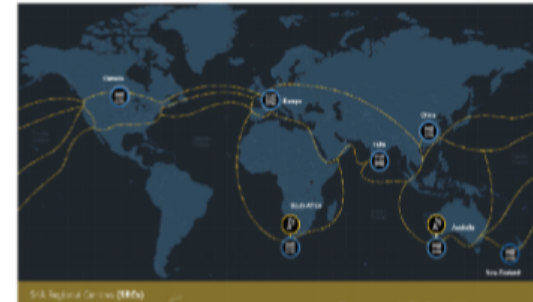 Canada
Europe
China
India
South Africa
Australia
New Zealand
SKA Regional Centres (SRCs)